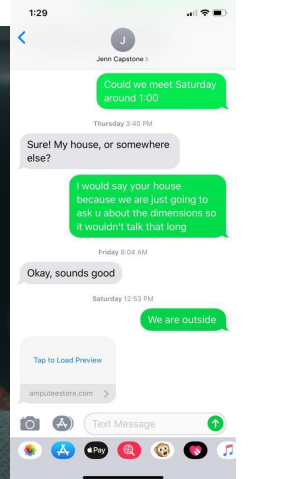 1:29
J
Jenn Capstone >
Could we meet Saturday
around 1:00
Thursday 3:40 PM
Sure! My house, or somewhere
else?
I would say your house
because we are just going to
ask u about the dimensions so
it wouldn't talk that long
Friday 8:04 AM
Okay, sounds good
Saturday 12:53 PM
We are outside
Tap to Load Preview
amputeestore.com >
Text Message
Pay